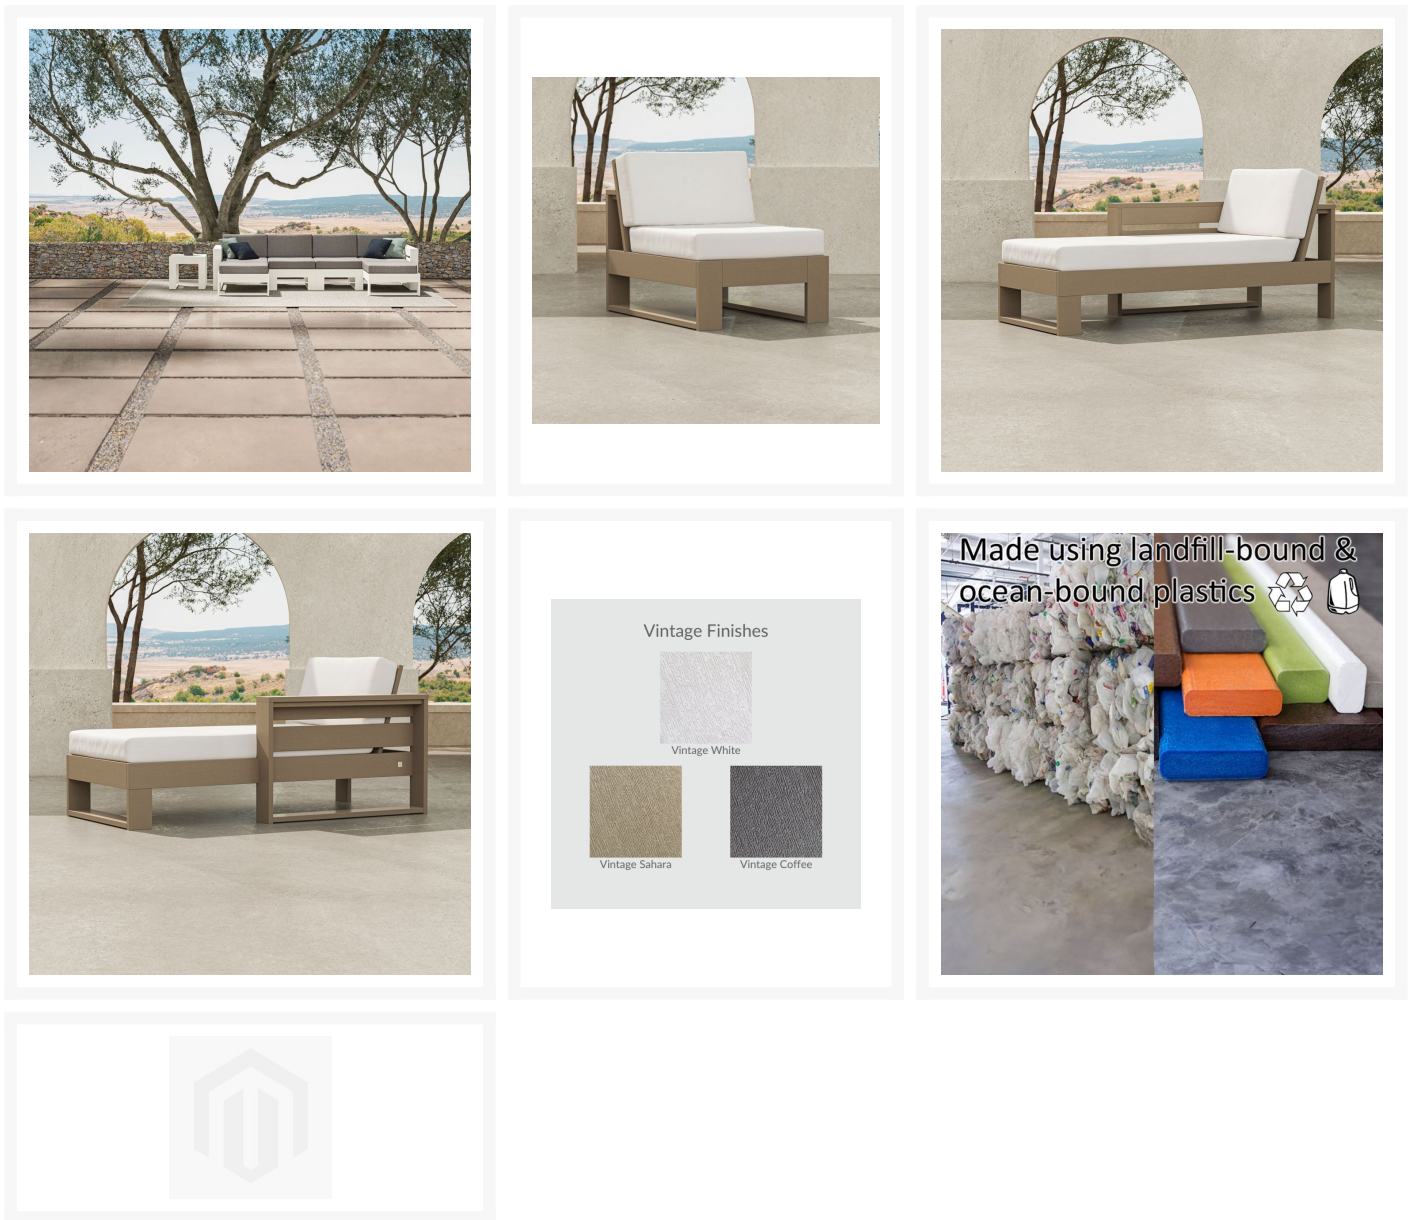 Vintage Finishes
Vintage White
Vintage Sahara
Vintage Coffee
Made using landfill-bound &
ocean-bound plastics